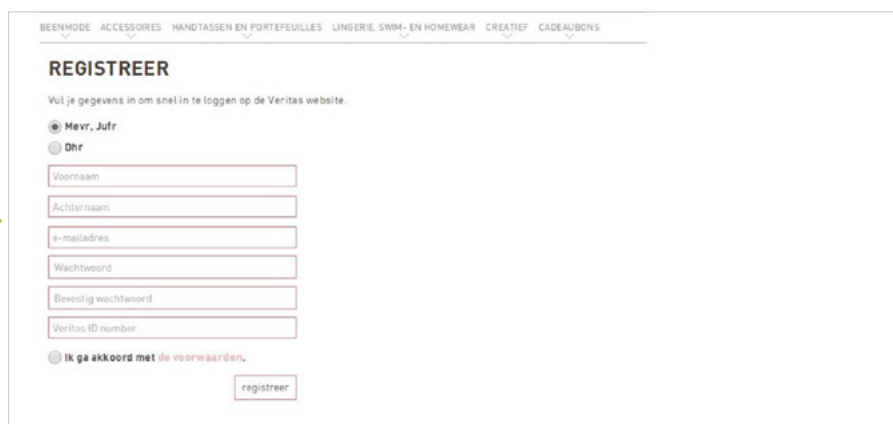 BEENMODE ACCESSOIRES HANDTASSEN EN PORTEFEUILLES LINGERIE, SWIM- EN HOMEWEAR CREATIEF CADEAUBONS
REGISTREER
Vul je gegevens in om snel in te loggen op de Veritas website.
Mevr, Jufr
Dhr
Voornaam
Achternaam
e-mailadres
Wachtwoord
Bevestig wachtwoord
Veritas ID number
Ik ga akkoord met de voorwaarden.
registreer